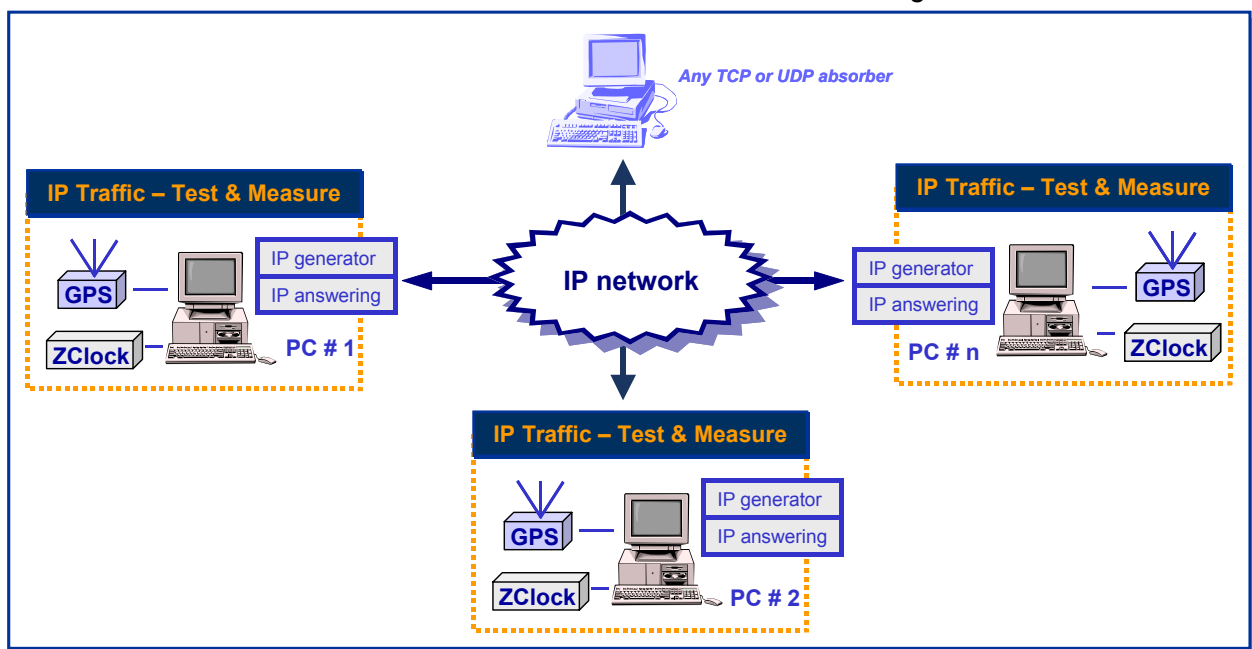 Any TCP or UDP absorber
IP Traffic – Test & Measure
IP generator
IP answering
GPS
ZClock
PC # 1
IP network
IP Traffic – Test & Measure
IP generator
IP answering
GPS
ZClock
PC # n
IP Traffic – Test & Measure
IP generator
IP answering
GPS
ZClock
PC # 2